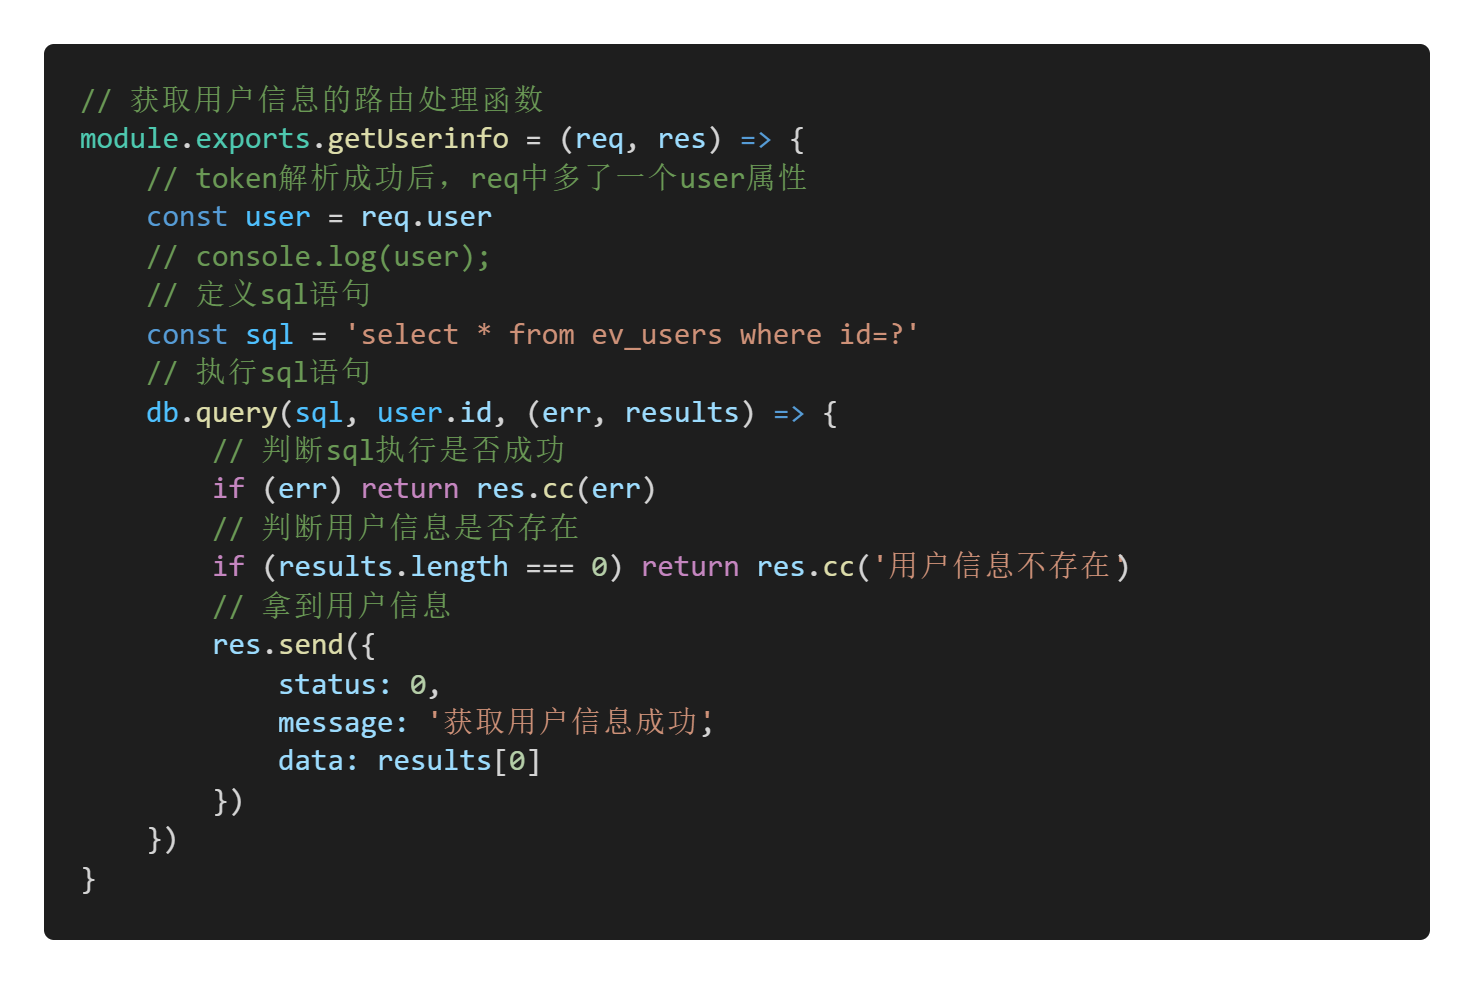 // 获取用户信息的路由处理函数
module.exports.getUserinfo = (req, res) => {
    // token解析成功后，req中多了一个user属性
    const user = req.user
    // console.log(user);
    // 定义sql语句
    const sql = 'select * from ev_users where id=?'
    // 执行sql语句
    db.query(sql, user.id, (err, results) => {
        // 判断sql执行是否成功
        if (err) return res.cc(err)
        // 判断用户信息是否存在
        if (results.length === 0) return res.cc('用户信息不存在')
        // 拿到用户信息
        res.send({
            status: 0,
            message: '获取用户信息成功',
            data: results[0]
        })
    })
}